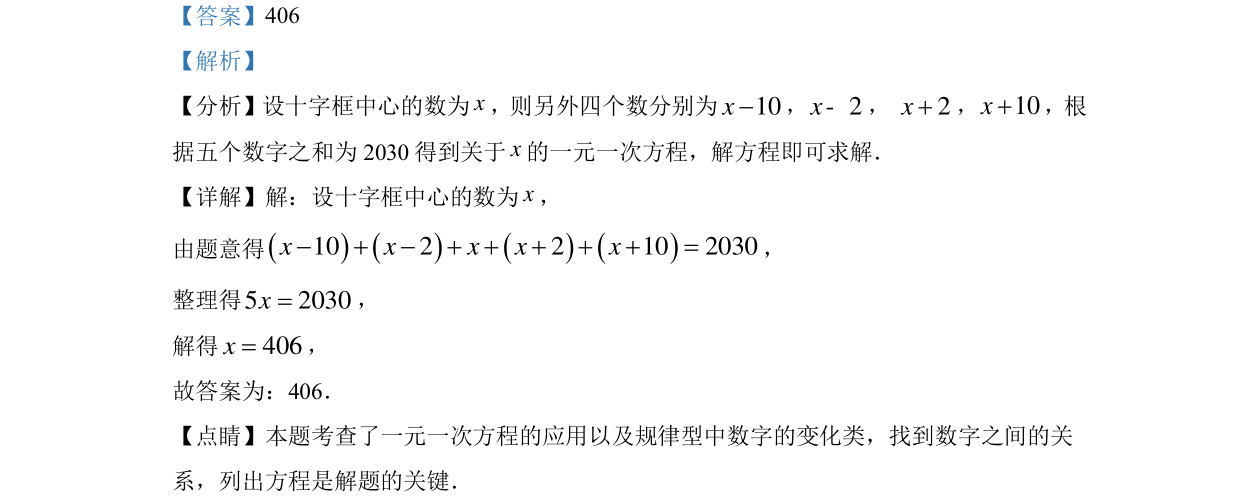 【答案】406
【解析】
【分析】设十字框中心的数为x，则另外四个数分别为x−10，x- 2， x+2，x+10，根
据五个数字之和为 2030 得到关于x的一元一次方程，解方程即可求解．
【详解】解：设十字框中心的数为x，
由题意得(x−10)+(x−2)+x+(x+2)+(x+10)=2030，
整理得5x=2030，
解得x=406，
故答案为：406．
【点睛】本题考查了一元一次方程的应用以及规律型中数字的变化类，找到数字之间的关
系，列出方程是解题的关键．